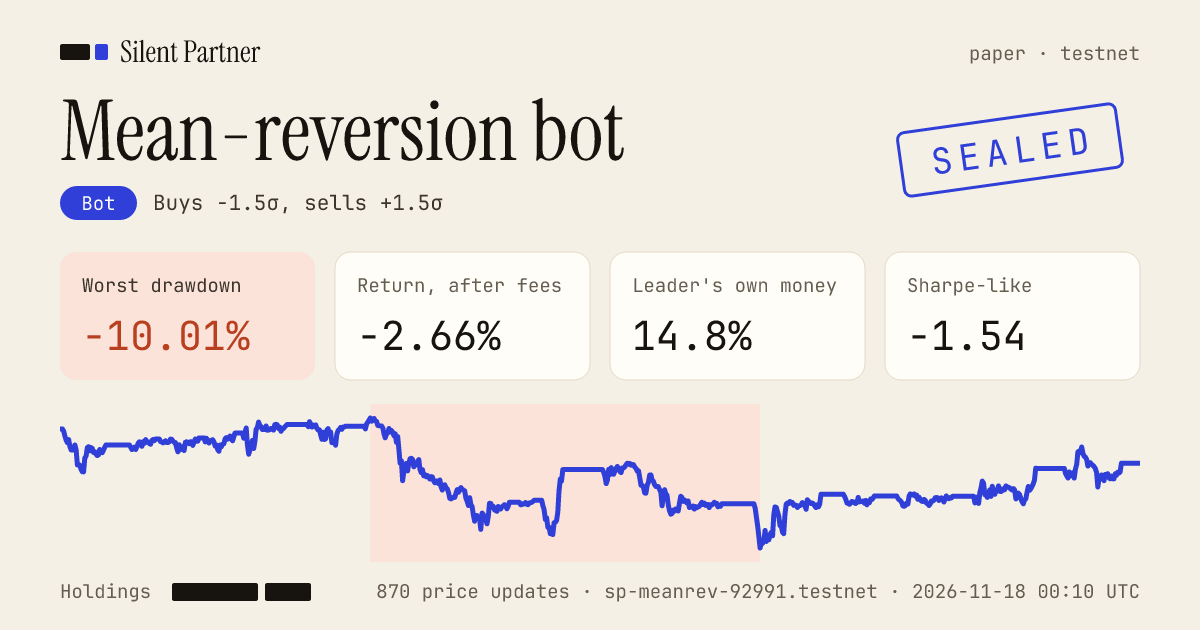 Silent Partner
paper · testnet
Mean-reversion bot
SEALED
Bot Buys -1.5σ, sells +1.5σ
Worst drawdown
-10.01%
Return, after fees
-2.66%
Leader's own money
14.8%
Sharpe-like
-1.54
Holdings
870 price updates · sp-meanrev-92991.testnet · 2026-11-18 00:10 UTC